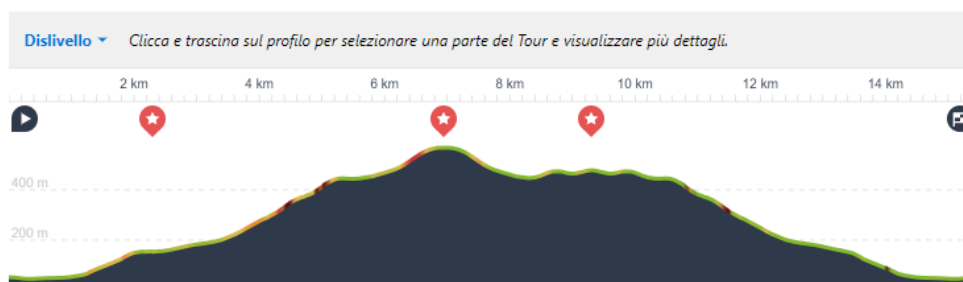 Dislivello Clicca e trascina sul profilo per selezionare una parte del Tour e visualizzare più dettagli.
2 km 4 km 6 km 8 km 10 km 12 km 14 km
400 m
200 m